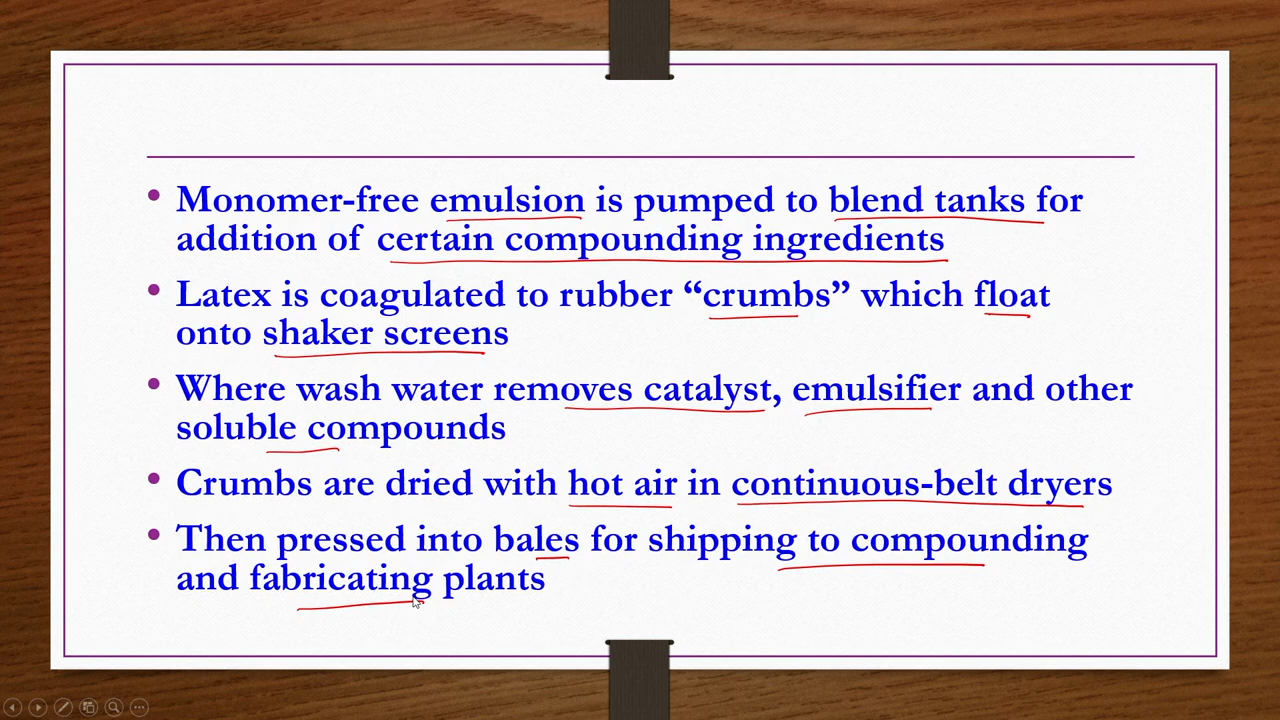 • Monomer-free emulsion is pumped to blend tanks for
addition of certain compounding ingredients
• Latex is coagulated to rubber “crumbs” which float
onto shaker screens
• Where wash water removes catalyst, emulsifier and other
soluble compounds
• Crumbs are dried with hot air in continuous-belt dryers
• Then pressed into bales for shipping to compounding
and fabricating plants